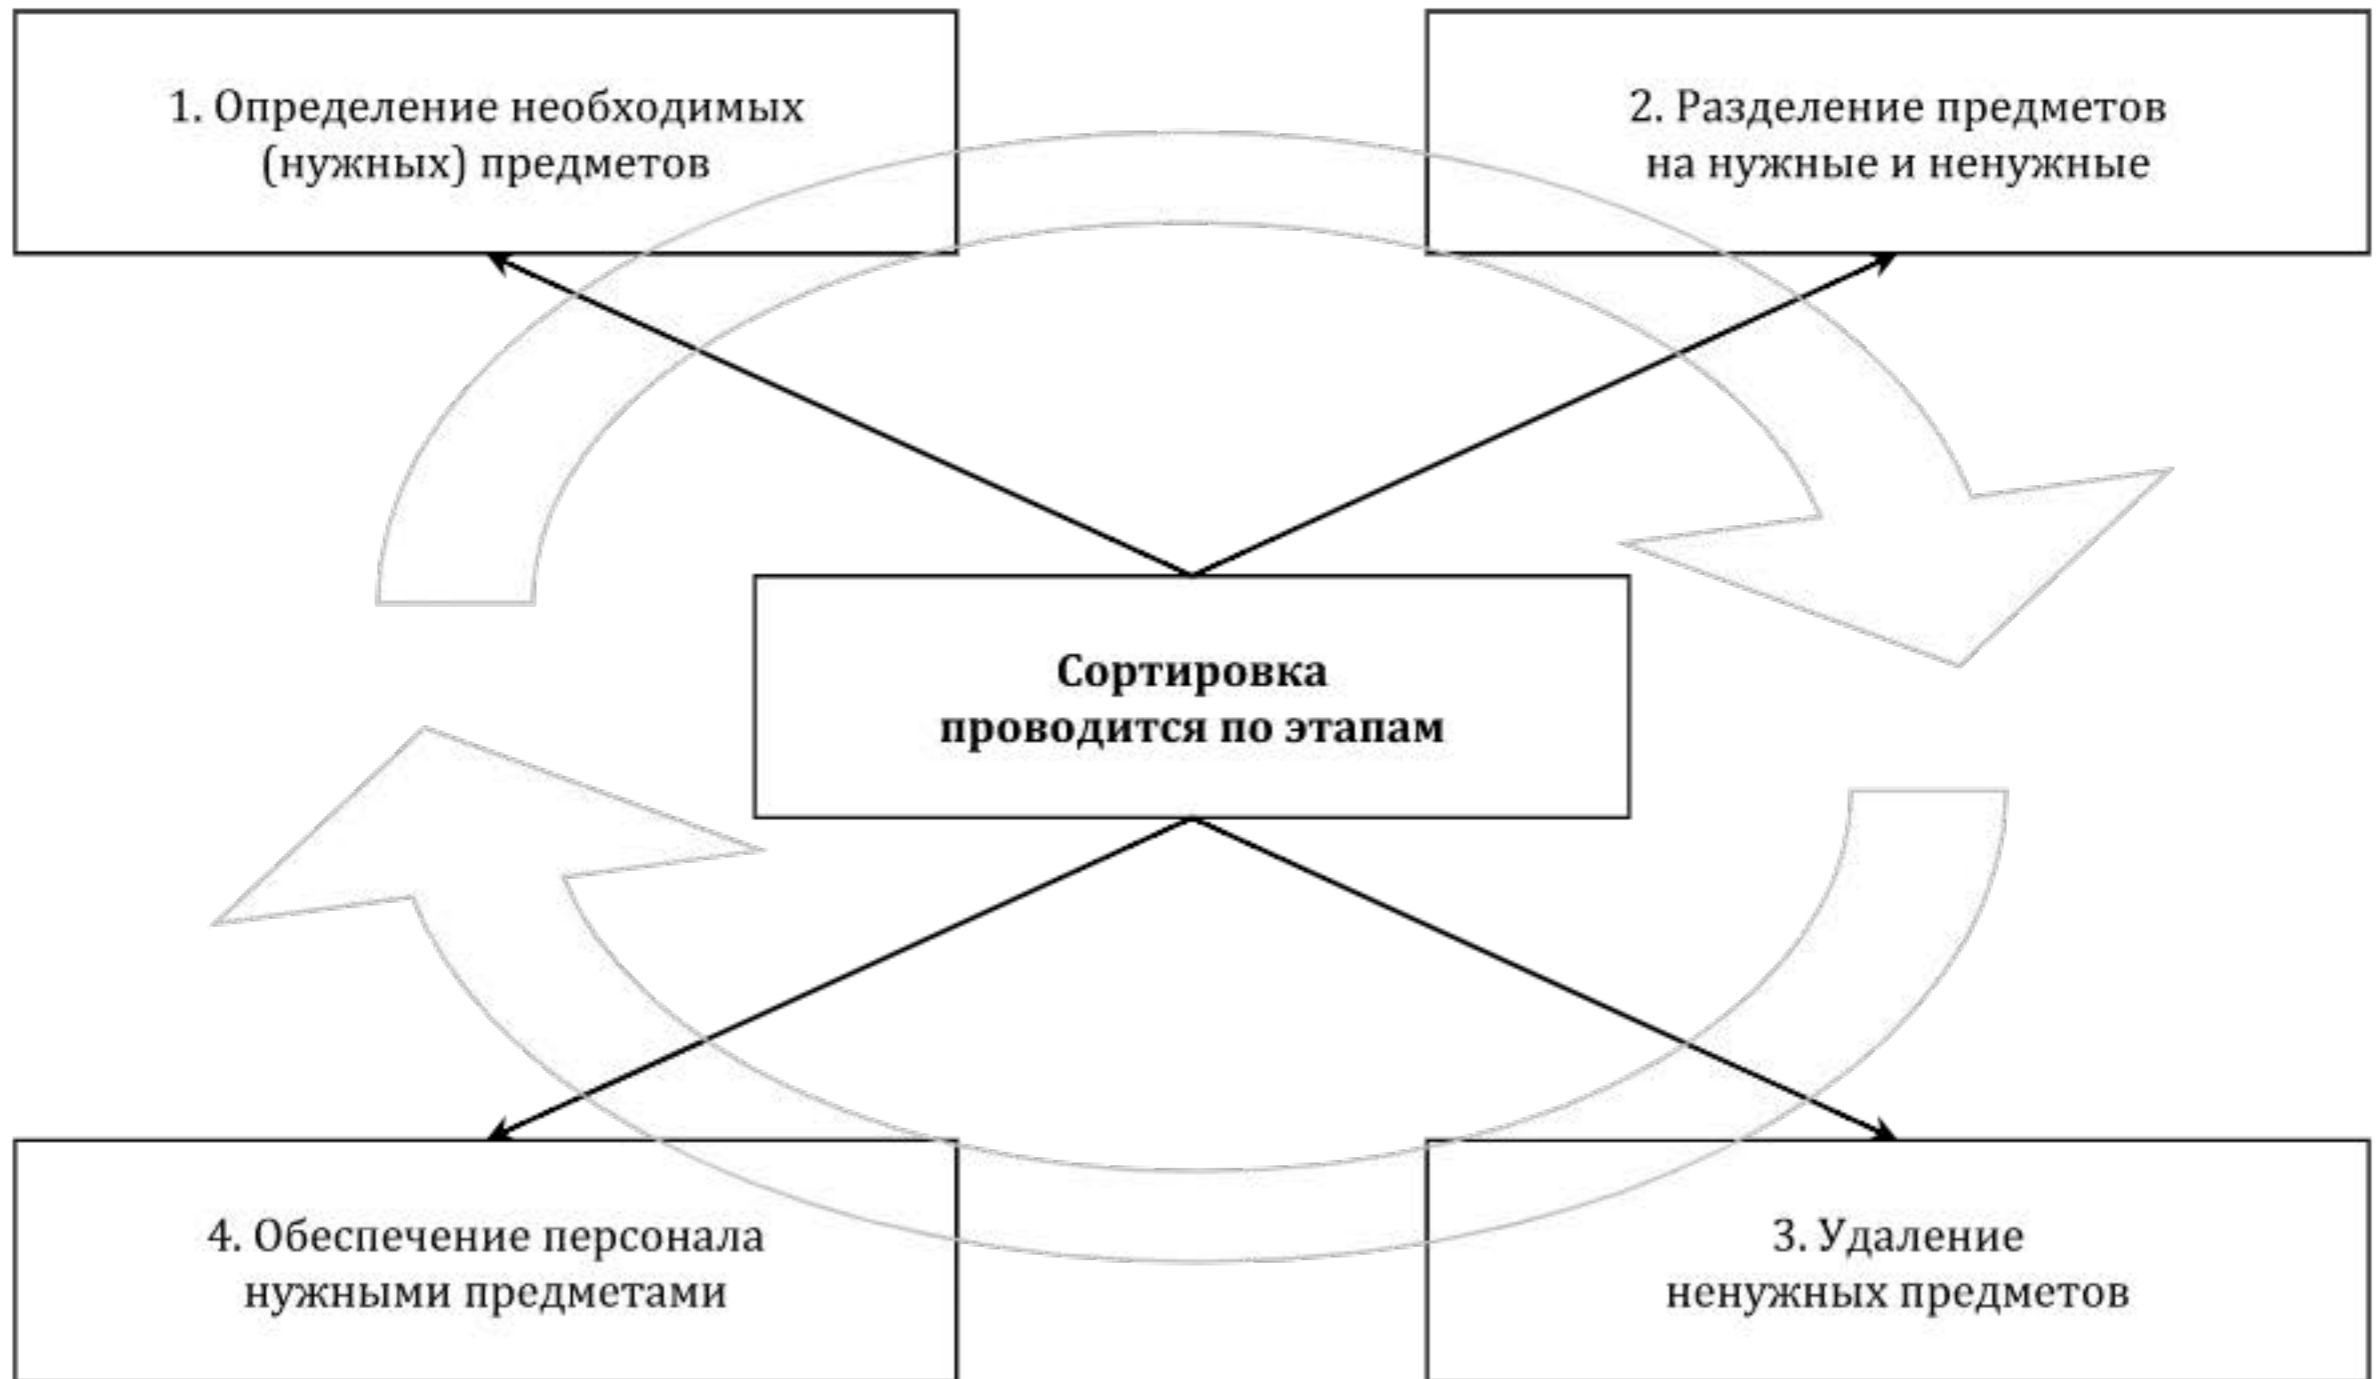 1. Определение необходимых
(нужных) предметов
2. Разделение предметов
на нужные и ненужные
Сортировка
проводится по этапам
4. Обеспечение персонала
нужными предметами
3. Удаление
ненужных предметов